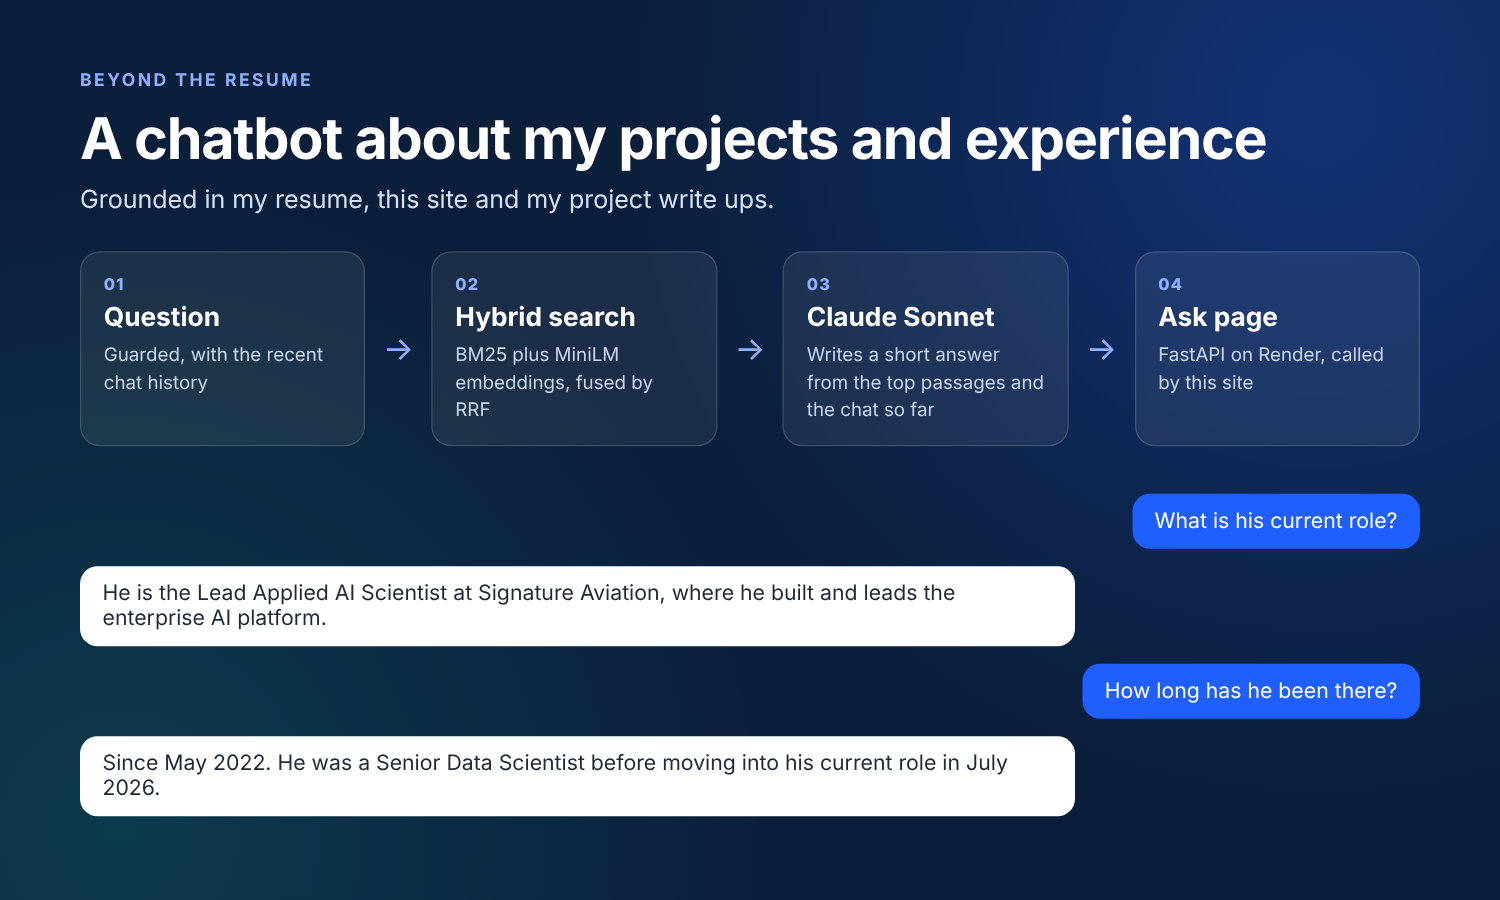 BEYOND THE RESUME
A chatbot about my projects and experience
Grounded in my resume, this site and my project write ups.
01
Question
Guarded, with the recent
chat history
→
02
Hybrid search
BM25 plus MiniLM
embeddings, fused by
RRF
→
03
Claude Sonnet
Writes a short answer
from the top passages and
the chat so far
→
04
Ask page
FastAPI on Render, called
by this site
What is his current role?
He is the Lead Applied AI Scientist at Signature Aviation, where he built and leads the
enterprise AI platform.
How long has he been there?
Since May 2022. He was a Senior Data Scientist before moving into his current role in July
2026.